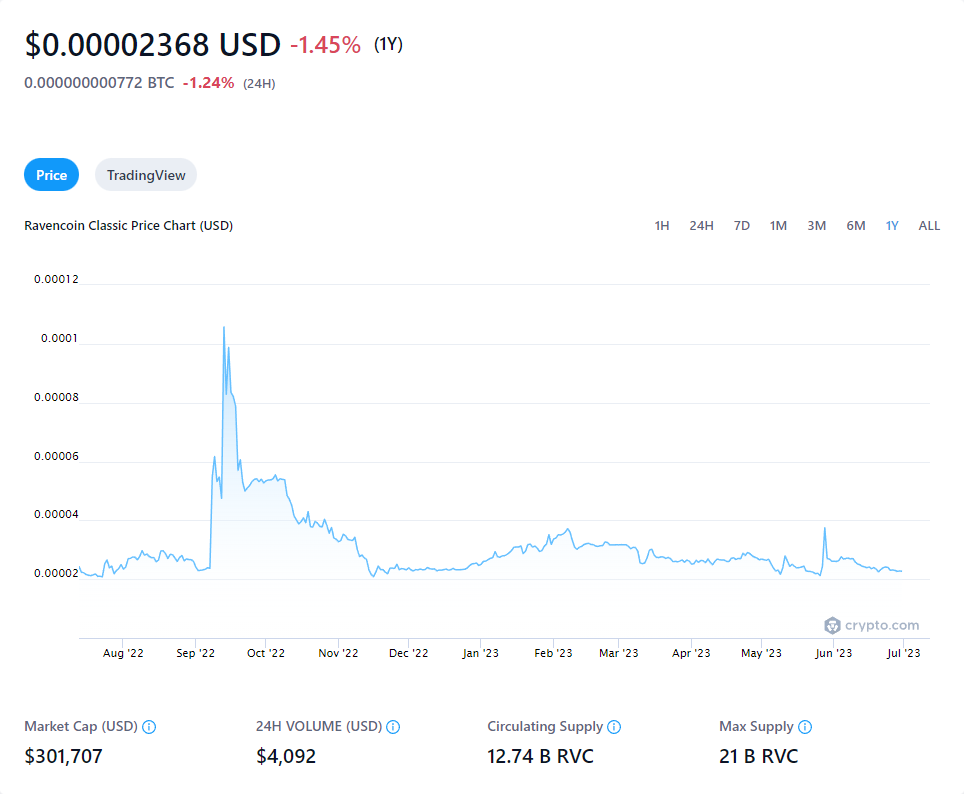 $0.00002368 USD -1.45% (1Y)
0.000000000772 BTC -1.24% (24H)
Price TradingView
Ravencoin Classic Price Chart (USD) 1H 24H 7D 1M 3M 6M 1Y ALL
0.00012
0.0001
0.00008
0.00006
0.00004
0.00002
crypto.com
Aug '22 Sep '22 Oct '22 Nov '22 Dec '22 Jan '23 Feb '23 Mar '23 Apr '23 May '23 Jun '23 Jul '23
Market Cap (USD) 24H VOLUME (USD) Circulating Supply Max Supply
$301,707 $4,092 12.74 B RVC 21 B RVC